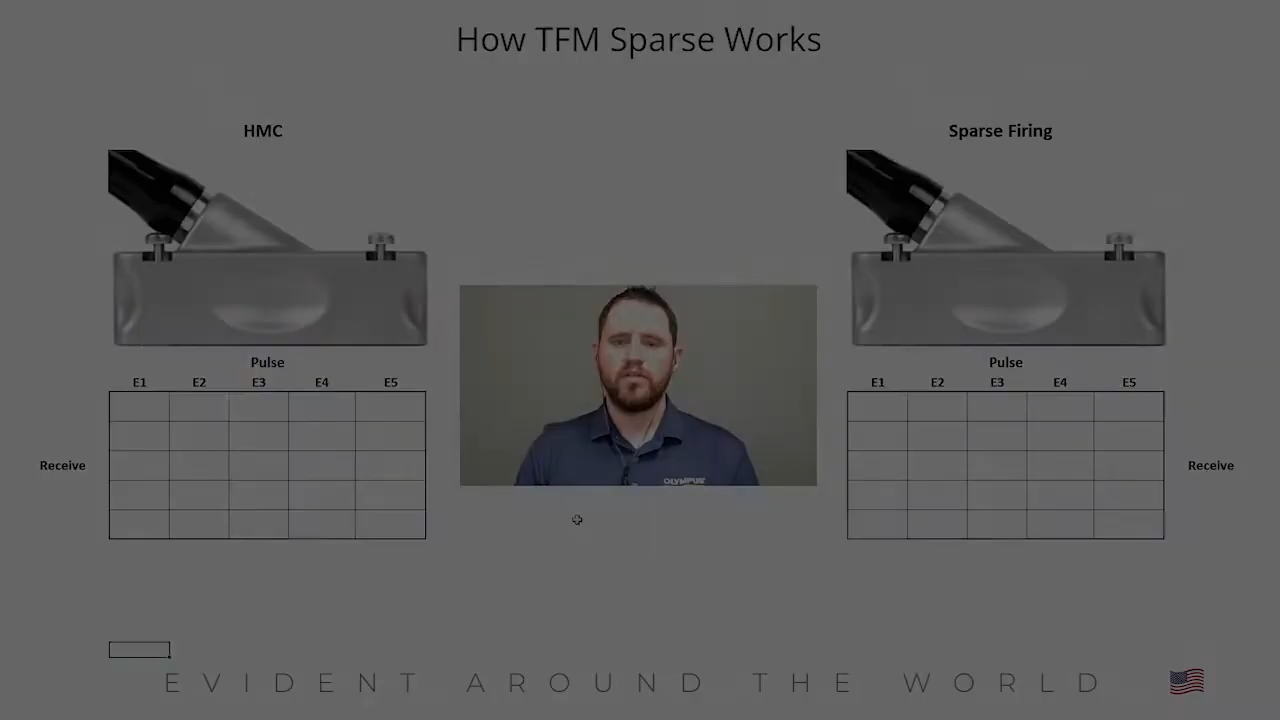 How TFM Sparse Works
HMC
Sparse Firing
Pulse
E1 E2 E3 E4 E5
Receive
Pulse
E1 E2 E3 E4 E5
Receive
OLYMPUS
EVIDENT AROUND THE WORLD